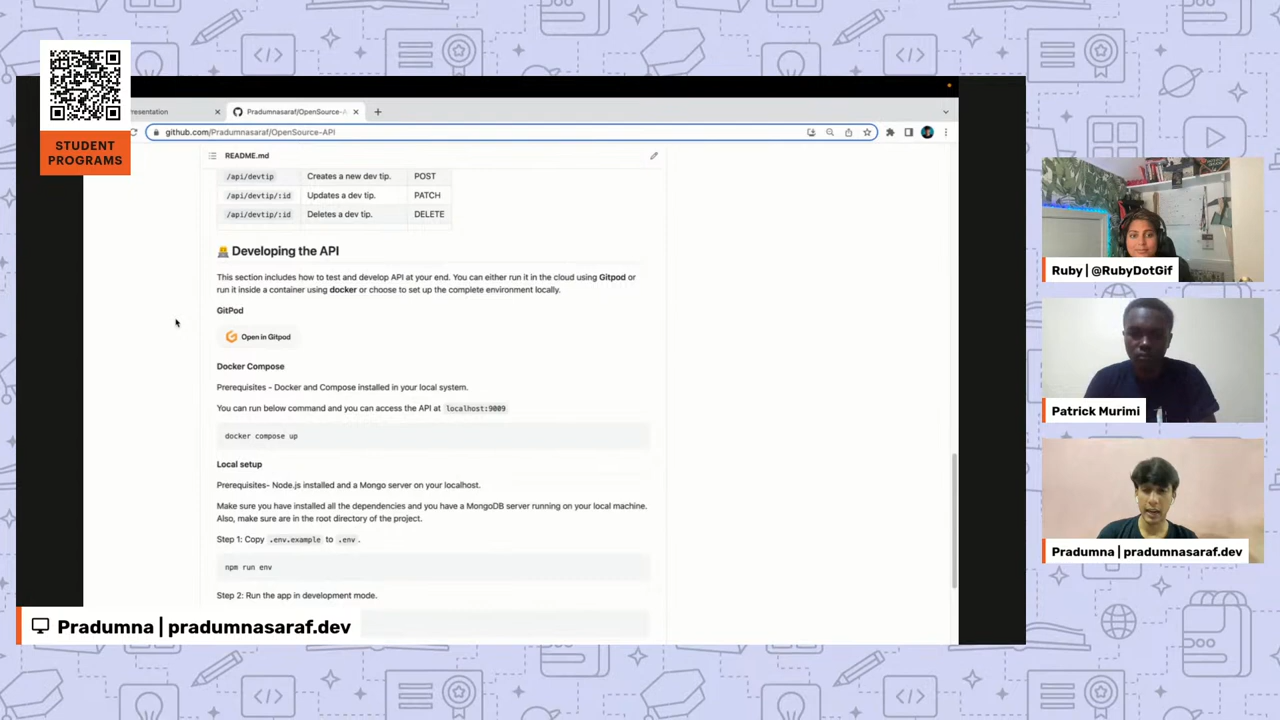 STUDENT
PROGRAMS
resentation
Pradumnasaraf/OpenSource-A
github.com/Pradumnasaraf/OpenSource-API
README.md
/api/devtip Creates a new dev tip. POST
/api/devtip/:id Updates a dev tip. PATCH
/api/devtip/:id Deletes a dev tip. DELETE
Developing the API
This section includes how to test and develop API at your end. You can either run it in the cloud using Gitpod or
run it inside a container using docker or choose to set up the complete environment locally.
GitPod
Open in Gitpod
Docker Compose
Prerequisites - Docker and Compose installed in your local system.
You can run below command and you can access the API at localhost:9009
docker compose up
Local setup
Prerequisites- Node.js installed and a Mongo server on your localhost.
Make sure you have installed all the dependencies and you have a MongoDB server running on your local machine.
Also, make sure are in the root directory of the project.
Step 1: Copy .env.example to .env.
npm run env
Step 2: Run the app in development mode.
Pradumna | pradumnasaraf.dev
Ruby | @RubyDotGif
Patrick Murimi
Pradumna | pradumnasaraf.dev